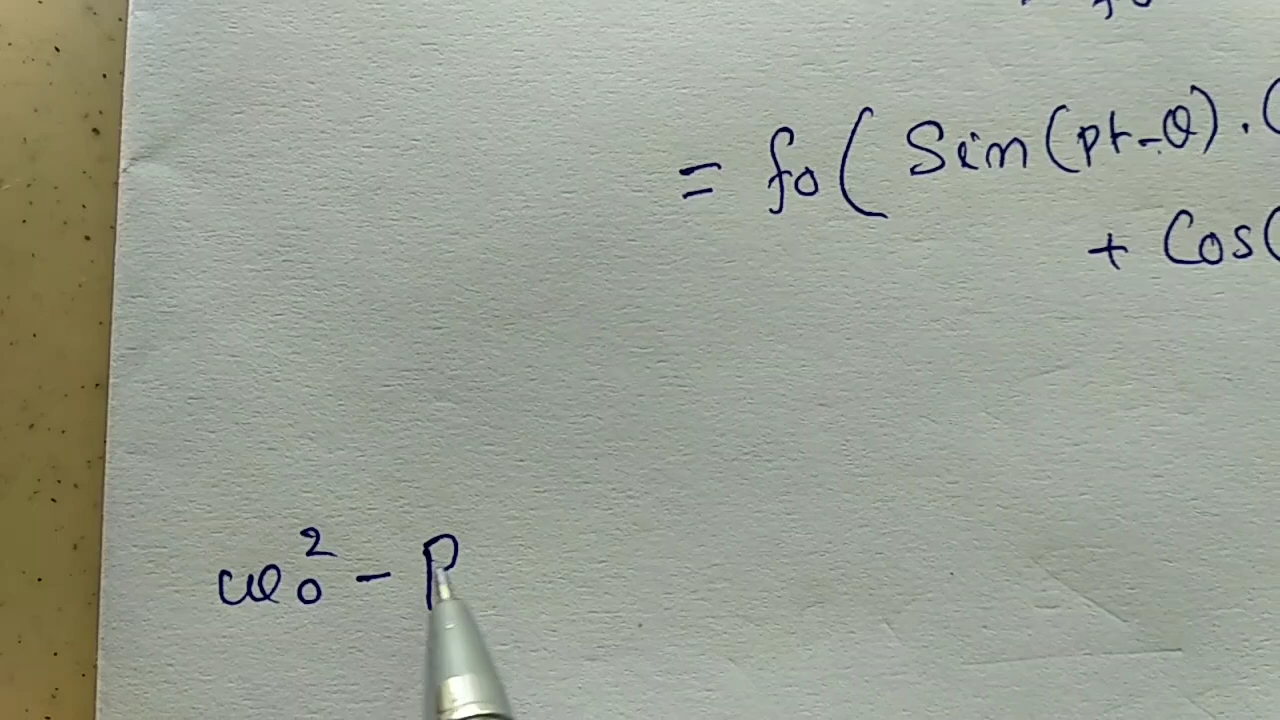 = fo( Sin(pt-θ).(
+ Cos(
ω₀² - P